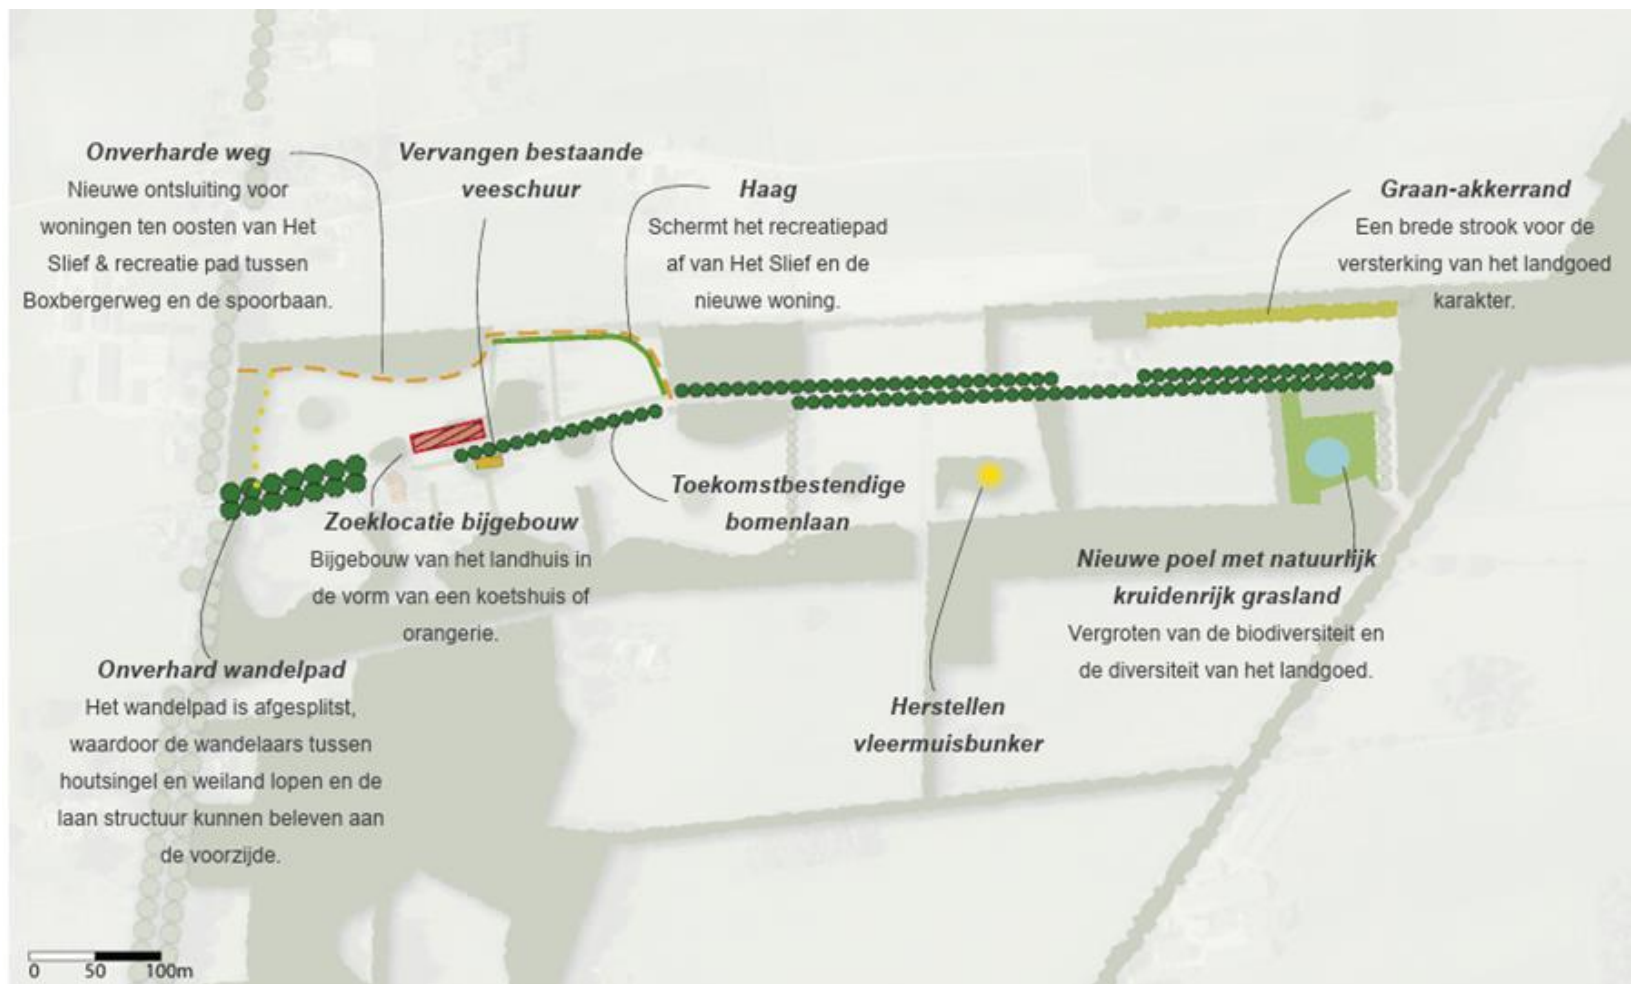 Onverharde weg
Nieuwe ontsluiting voor
woningen ten oosten van Het
Slief & recreatie pad tussen
Boxbergerweg en de spoorbaan.
Vervangen bestaande
veeschuur
Haag
Schermt het recreatiepad
af van Het Slief en de
nieuwe woning.
Graan-akkerrand
Een brede strook voor de
versterking van het landgoed
karakter.
Zoeklocatie bijgebouw
Bijgebouw van het landhuis in
de vorm van een koetshuis of
orangerie.
Toekomstbestendige
bomenlaan
Nieuwe poel met natuurlijk
kruidenrijk grasland
Vergroten van de biodiversiteit en
de diversiteit van het landgoed.
Onverhard wandelpad
Het wandelpad is afgesplitst,
waardoor de wandelaars tussen
houtsingel en weiland lopen en de
laan structuur kunnen beleven aan
de voorzijde.
Herstellen
vleermuisbunker
0 50 100m